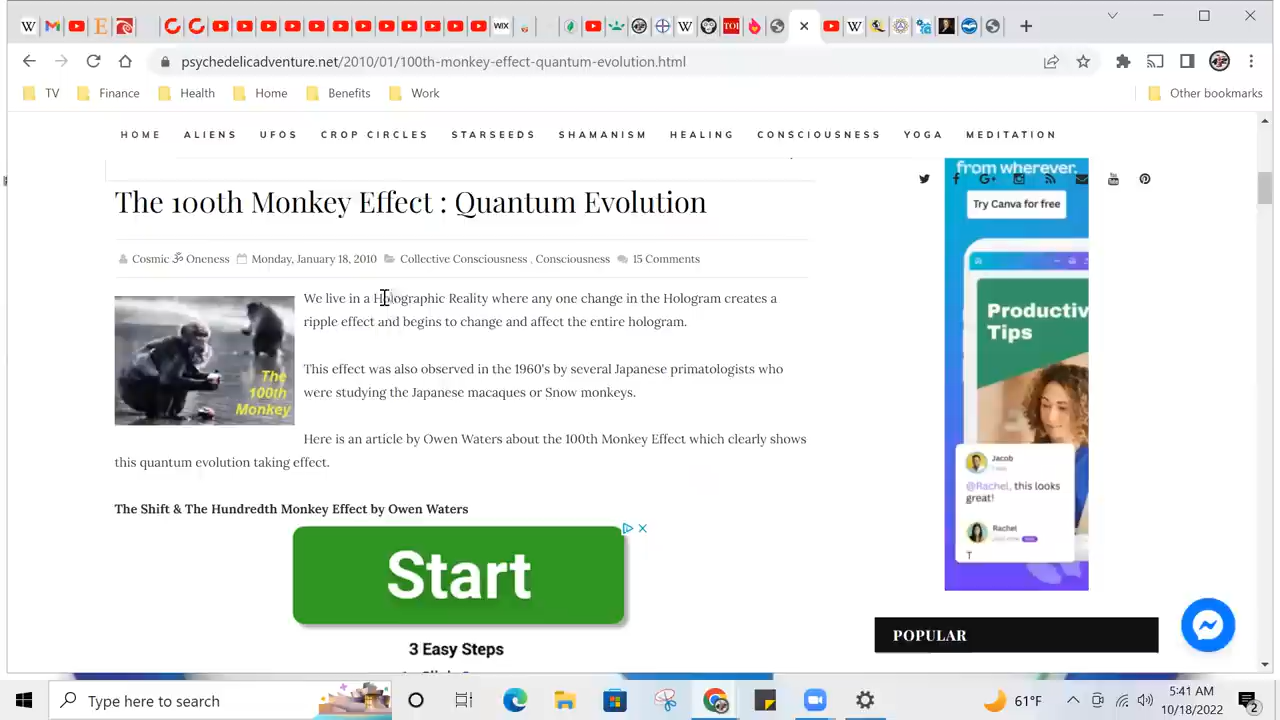 psychedelicadventure.net/2010/01/100th-monkey-effect-quantum-evolution.html
TV Finance Health Home Benefits Work Other bookmarks
HOME ALIENS UFOS CROP CIRCLES STARSEEDS SHAMANISM HEALING CONSCIOUSNESS YOGA MEDITATION
from wherever.
Try Canva for free
The 100th Monkey Effect : Quantum Evolution
Cosmic ॐ Oneness Monday, January 18, 2010 Collective Consciousness , Consciousness 15 Comments
We live in a Holographic Reality where any one change in the Hologram creates a
ripple effect and begins to change and affect the entire hologram.
This effect was also observed in the 1960's by several Japanese primatologists who
were studying the Japanese macaques or Snow monkeys.
The
100th
Monkey
Here is an article by Owen Waters about the 100th Monkey Effect which clearly shows
this quantum evolution taking effect.
The Shift & The Hundredth Monkey Effect by Owen Waters
Start
3 Easy Steps
Productiv
Tips
Jacob
@Rachel, this looks
great!
Rachel
T
POPULAR
Type here to search
61°F
5:41 AM
10/18/2022
2